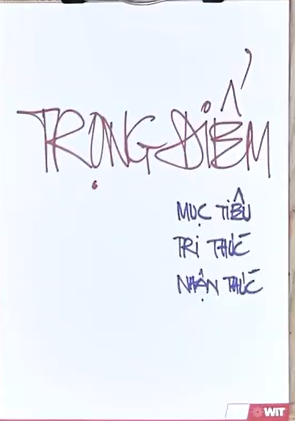 TRỌNG ĐIỂM
MỤC TIÊU
TRI THỨC
NHẬN THỨC
WIT